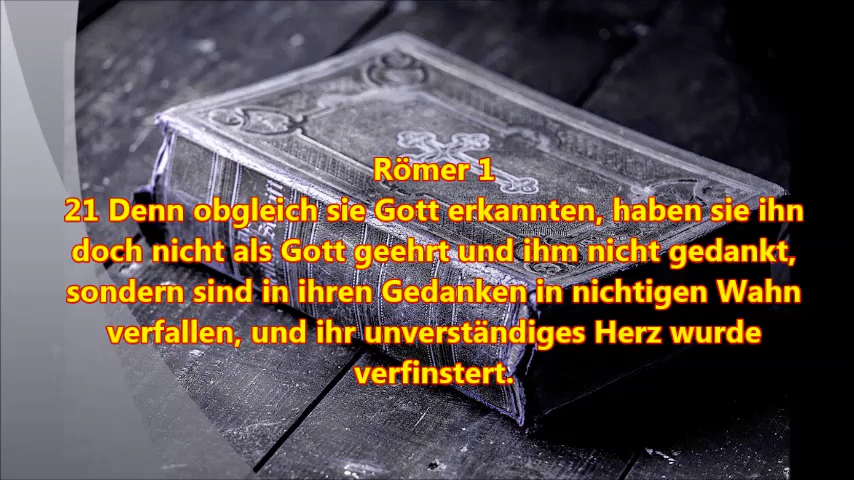 Römer 1
21 Denn obgleich sie Gott erkannten, haben sie ihn
doch nicht als Gott geehrt und ihm nicht gedankt,
sondern sind in ihren Gedanken in nichtigen Wahn
verfallen, und ihr unverständiges Herz wurde
verfinstert.